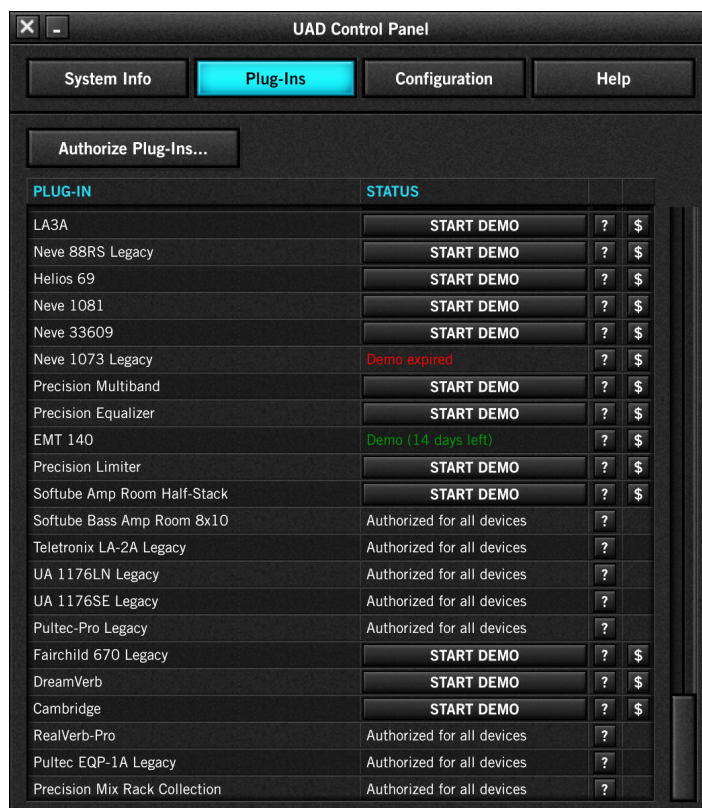 UAD Control Panel
System Info Plug-Ins Configuration Help
Authorize Plug-Ins...
PLUG-IN STATUS
LA3A START DEMO ? $
Neve 88RS Legacy START DEMO ? $
Helios 69 START DEMO ? $
Neve 1081 START DEMO ? $
Neve 33609 START DEMO ? $
Neve 1073 Legacy Demo expired ? $
Precision Multiband START DEMO ? $
Precision Equalizer START DEMO ? $
EMT 140 Demo (14 days left) ? $
Precision Limiter START DEMO ? $
Softube Amp Room Half-Stack START DEMO ? $
Softube Bass Amp Room 8x10 Authorized for all devices ?
Teletronix LA-2A Legacy Authorized for all devices ?
UA 1176LN Legacy Authorized for all devices ?
UA 1176SE Legacy Authorized for all devices ?
Pultec-Pro Legacy Authorized for all devices ?
Fairchild 670 Legacy START DEMO ? $
DreamVerb START DEMO ? $
Cambridge START DEMO ? $
RealVerb-Pro Authorized for all devices ?
Pultec EQP-1A Legacy Authorized for all devices ?
Precision Mix Rack Collection Authorized for all devices ?